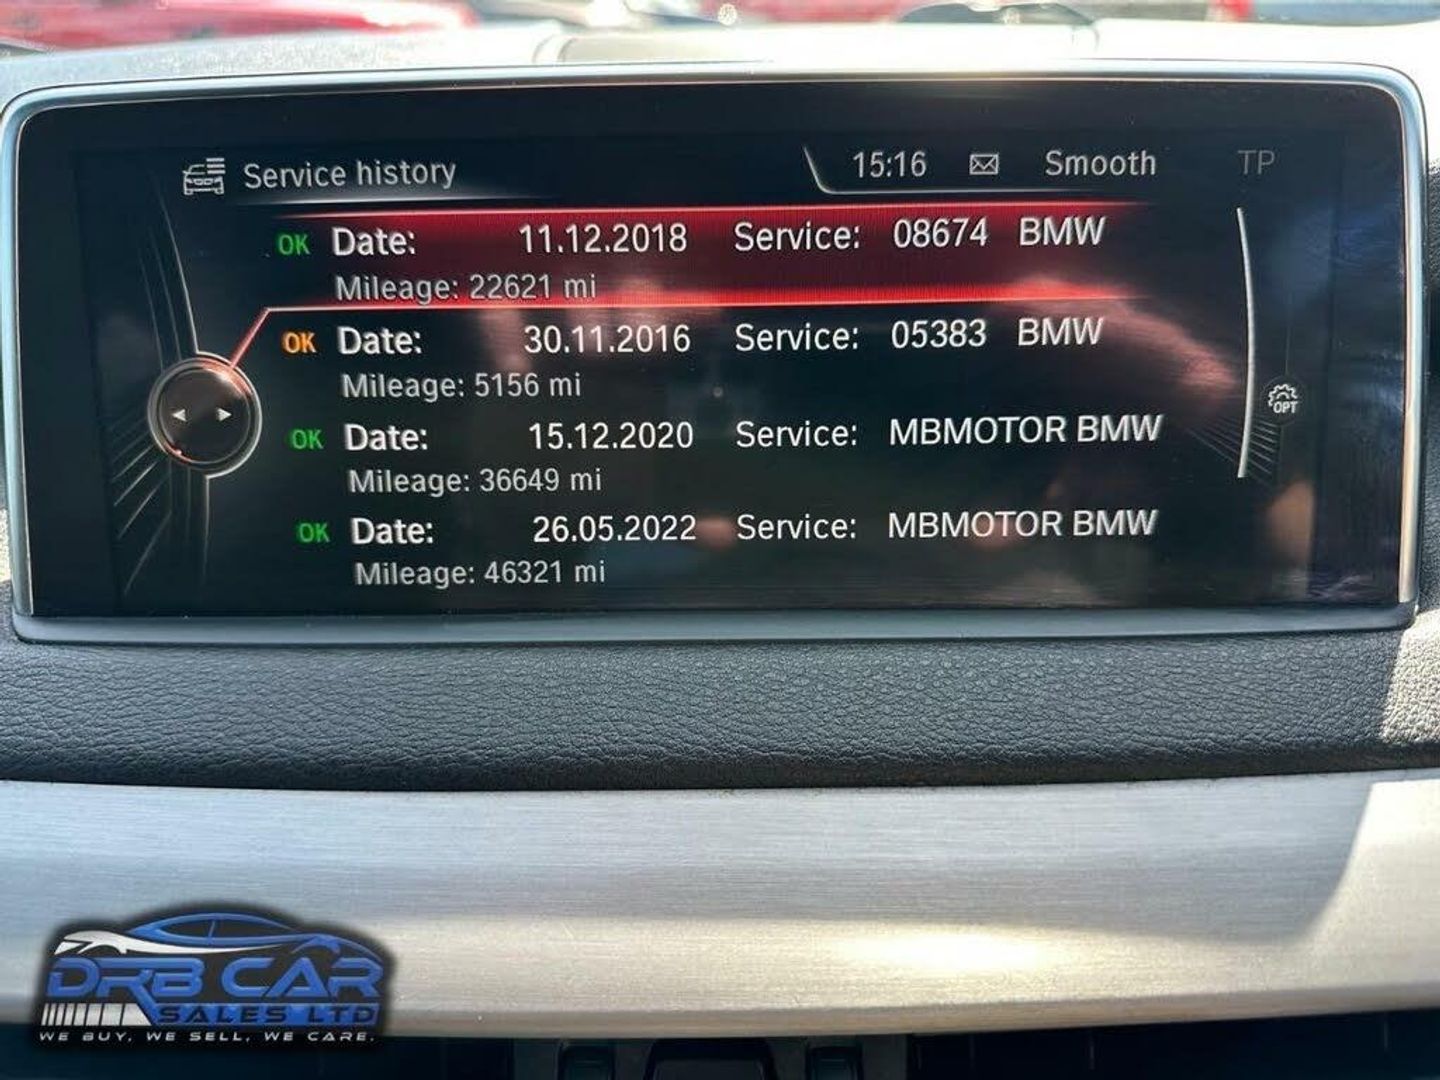 Service history 15:16 Smooth TP
OK Date: 11.12.2018 Service: 08674 BMW
Mileage: 22621 mi
OK Date: 30.11.2016 Service: 05383 BMW
Mileage: 5156 mi
OPT
OK Date: 15.12.2020 Service: MBMOTOR BMW
Mileage: 36649 mi
OK Date: 26.05.2022 Service: MBMOTOR BMW
Mileage: 46321 mi
DRB CAR
SALES LTD
WE BUY, WE SELL, WE CARE.